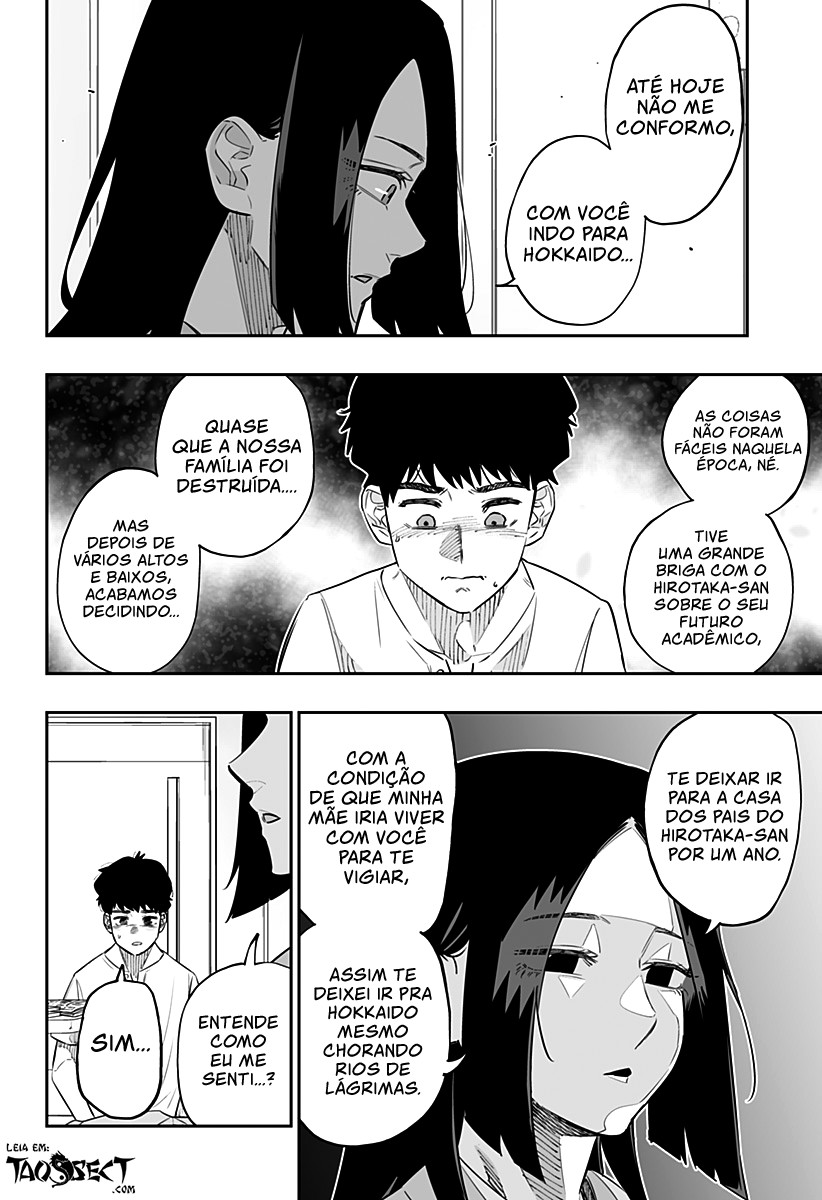 ATÉ HOJE
NÃO ME
CONFORMO,
COM VOCÊ
INDO PARA
HOKKAIDO...
AS COISAS
NÃO FORAM
FÁCEIS NAQUELA
ÉPOCA, NÉ.
TIVE
UMA GRANDE
BRIGA COM O
HIROTAKA-SAN
SOBRE O SEU
FUTURO
ACADÊMICO,
QUASE
QUE A NOSSA
FAMÍLIA FOI
DESTRUÍDA....
MAS
DEPOIS DE
VÁRIOS ALTOS
E BAIXOS,
ACABAMOS
DECIDINDO...
TE DEIXAR IR
PARA A CASA
DOS PAIS DO
HIROTAKA-SAN
POR UM ANO.
COM A
CONDIÇÃO
DE QUE MINHA
MÃE IRIA VIVER
COM VOCÊ
PARA TE
VIGIAR,
ASSIM TE
DEIXEI IR PRA
HOKKAIDO
MESMO
CHORANDO
RIOS DE
LÁGRIMAS.
ENTENDE
COMO
EU ME
SENTI...?
SIM...
LEIA EM:
TAOSSECT
.COM